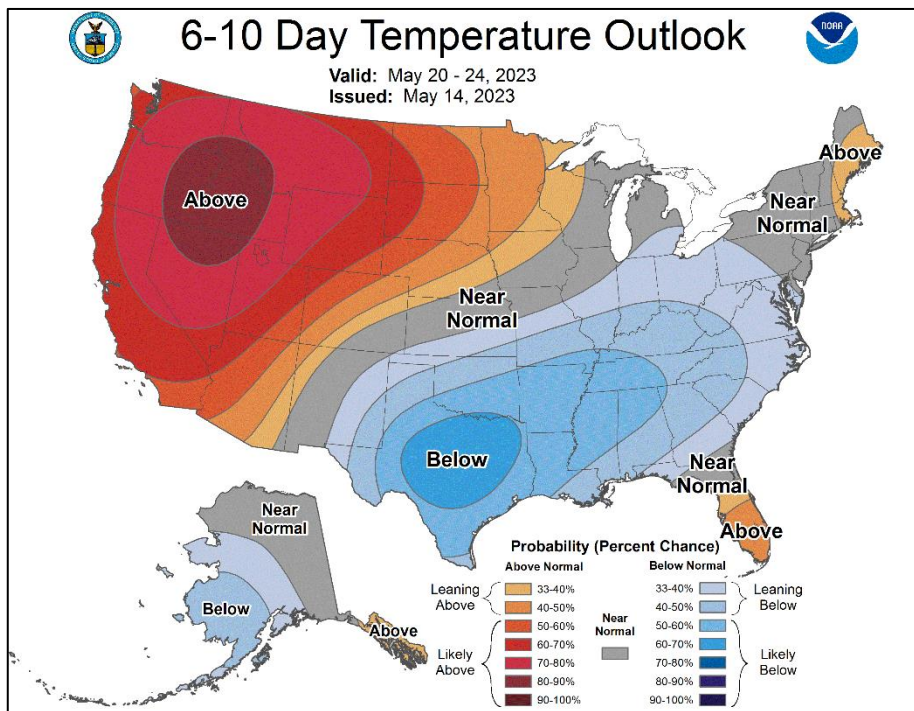 6-10 Day Temperature Outlook
Valid: May 20 - 24, 2023
Issued: May 14, 2023
NOAA
Above
Above
Near
Normal
Near
Normal
Below
Near
Normal
Above
Near
Normal
Below
Above
Probability (Percent Chance)
Above Normal
Below Normal
Leaning
Above
33-40%
40-50%
Likely
Above
50-60%
60-70%
70-80%
80-90%
90-100%
Near
Normal
33-40%
40-50%
Leaning
Below
50-60%
60-70%
70-80%
80-90%
90-100%
Likely
Below